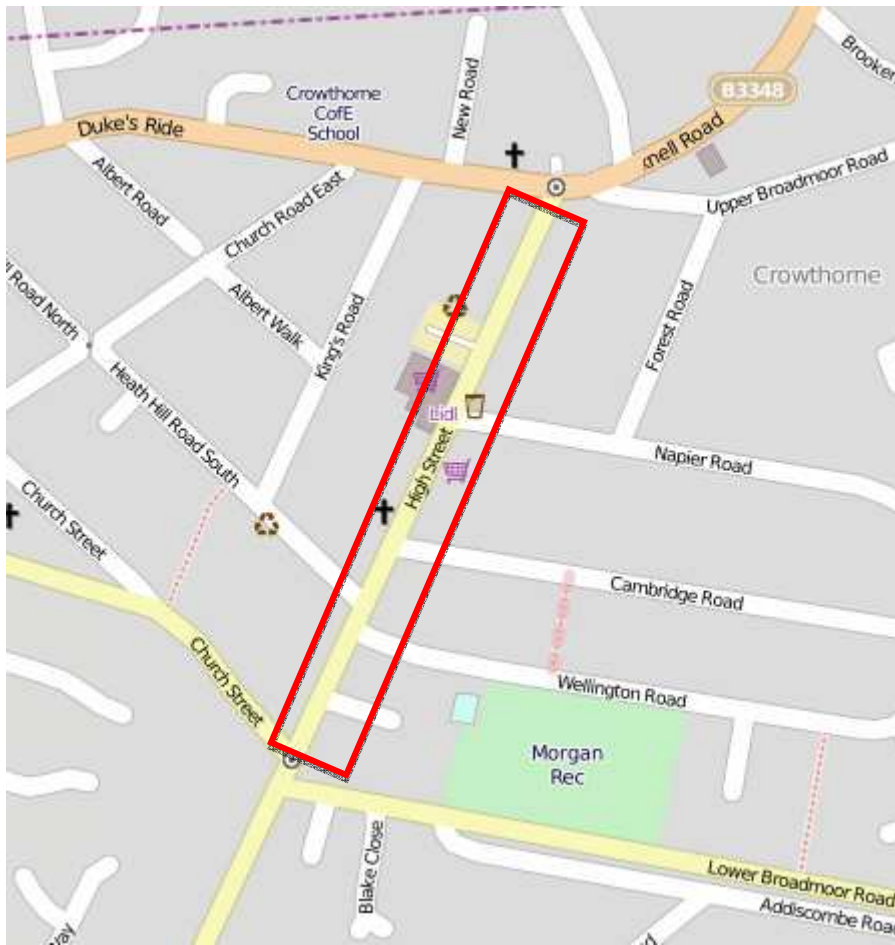 Brooker
B3348
Crowthorne
CofE
School
New Road
Duke's Ride
nell Road
Albert Road
Church Road East
Upper Broadmoor Road
Crowthorne
Road North
Albert Walk
King's Road
Forest Road
Heath Hill Road South
Lidl
High Street
Napier Road
Church Street
Cambridge Road
Church Street
Wellington Road
Morgan
Rec
Blake Close
Lower Broadmoor Road
Addiscombe Roa